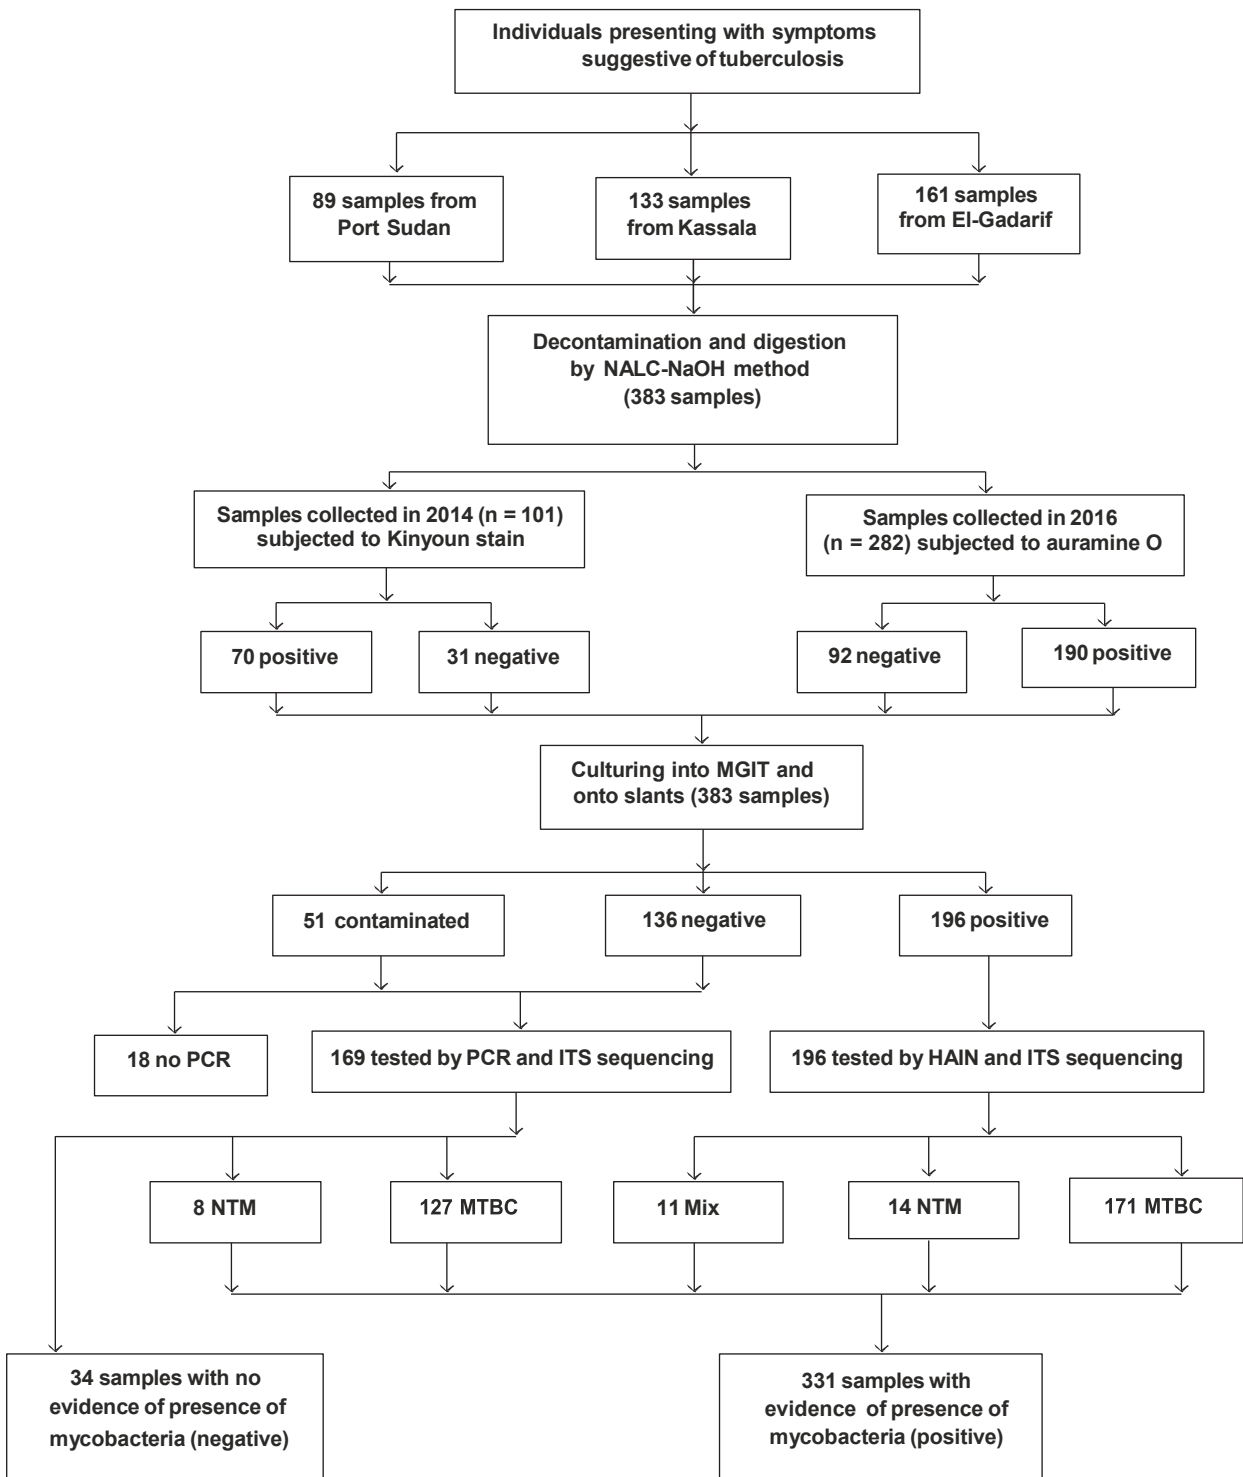 Individuals presenting with symptoms
suggestive of tuberculosis
89 samples from
Port Sudan
133 samples
from Kassala
161 samples
from El-Gadarif
Decontamination and digestion
by NALC-NaOH method
(383 samples)
Samples collected in 2014 (n = 101)
subjected to Kinyoun stain
Samples collected in 2016
(n = 282) subjected to auramine O
70 positive
31 negative
92 negative
190 positive
Culturing into MGIT and
onto slants (383 samples)
51 contaminated
136 negative
196 positive
18 no PCR
169 tested by PCR and ITS sequencing
196 tested by HAIN and ITS sequencing
8 NTM
127 MTBC
11 Mix
14 NTM
171 MTBC
34 samples with no
evidence of presence of
mycobacteria (negative)
331 samples with
evidence of presence of
mycobacteria (positive)